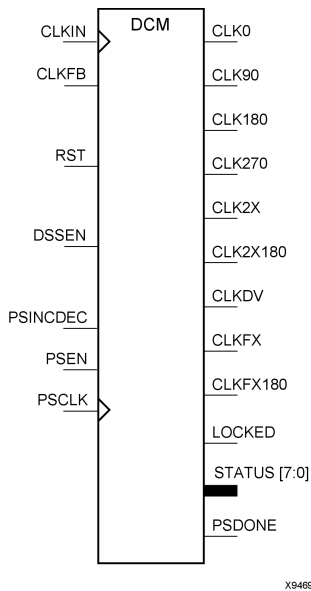 DCM
CLKIN
CLKFB
RST
DSSEN
PSINCDEC
PSEN
PSCLK
CLK0
CLK90
CLK180
CLK270
CLK2X
CLK2X180
CLKDV
CLKFX
CLKFX180
LOCKED
STATUS [7:0]
PSDONE
X9469